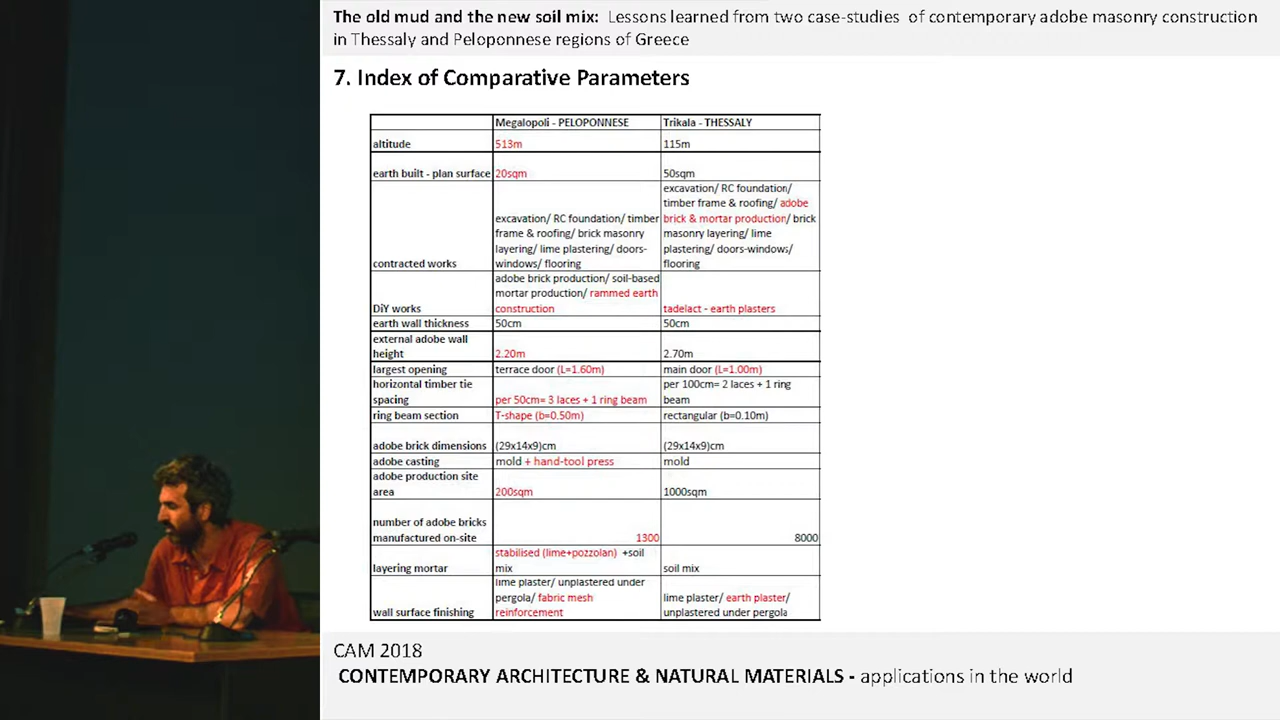 The old mud and the new soil mix: Lessons learned from two case-studies of contemporary adobe masonry construction
in Thessaly and Peloponnese regions of Greece
7. Index of Comparative Parameters
Megalopoli - PELOPONNESE Trikala - THESSALY
altitude 513m 115m
earth built - plan surface 20sqm 50sqm
contracted works
excavation/ RC foundation/ timber
frame & roofing/ brick masonry
layering/ lime plastering/ doors-
windows/ flooring
excavation/ RC foundation/
timber frame & roofing/ adobe
brick & mortar production/ brick
masonry layering/ lime
plastering/ doors-windows/
flooring
DiY works
adobe brick production/ soil-based
mortar production/ rammed earth
construction
tadelact - earth plasters
earth wall thickness 50cm 50cm
external adobe wall
height 2.20m 2.70m
largest opening terrace door (L=1.60m) main door (L=1.00m)
horizontal timber tie
spacing
per 50cm= 3 laces + 1 ring beam
per 100cm= 2 laces + 1 ring
beam
ring beam section T-shape (b=0.50m) rectangular (b=0.10m)
adobe brick dimensions (29x14x9)cm (29x14x9)cm
adobe casting mold + hand-tool press mold
adobe production site
area 200sqm 1000sqm
number of adobe bricks
manufactured on-site 1300 8000
layering mortar
stabilised (lime+pozzolan) +soil
mix
soil mix
wall surface finishing
lime plaster/ unplastered under
pergola/ fabric mesh
reinforcement
lime plaster/ earth plaster/
unplastered under pergola
CAM 2018
CONTEMPORARY ARCHITECTURE & NATURAL MATERIALS - applications in the world